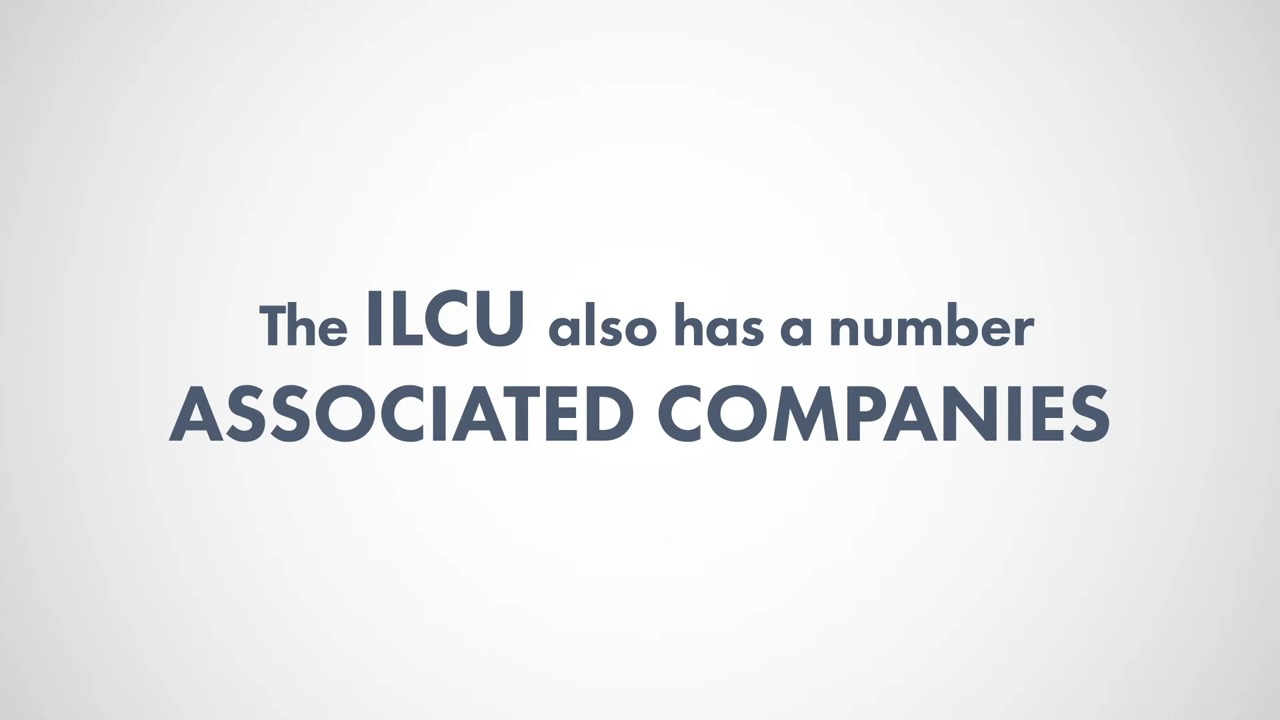 The ILCU also has a number
ASSOCIATED COMPANIES